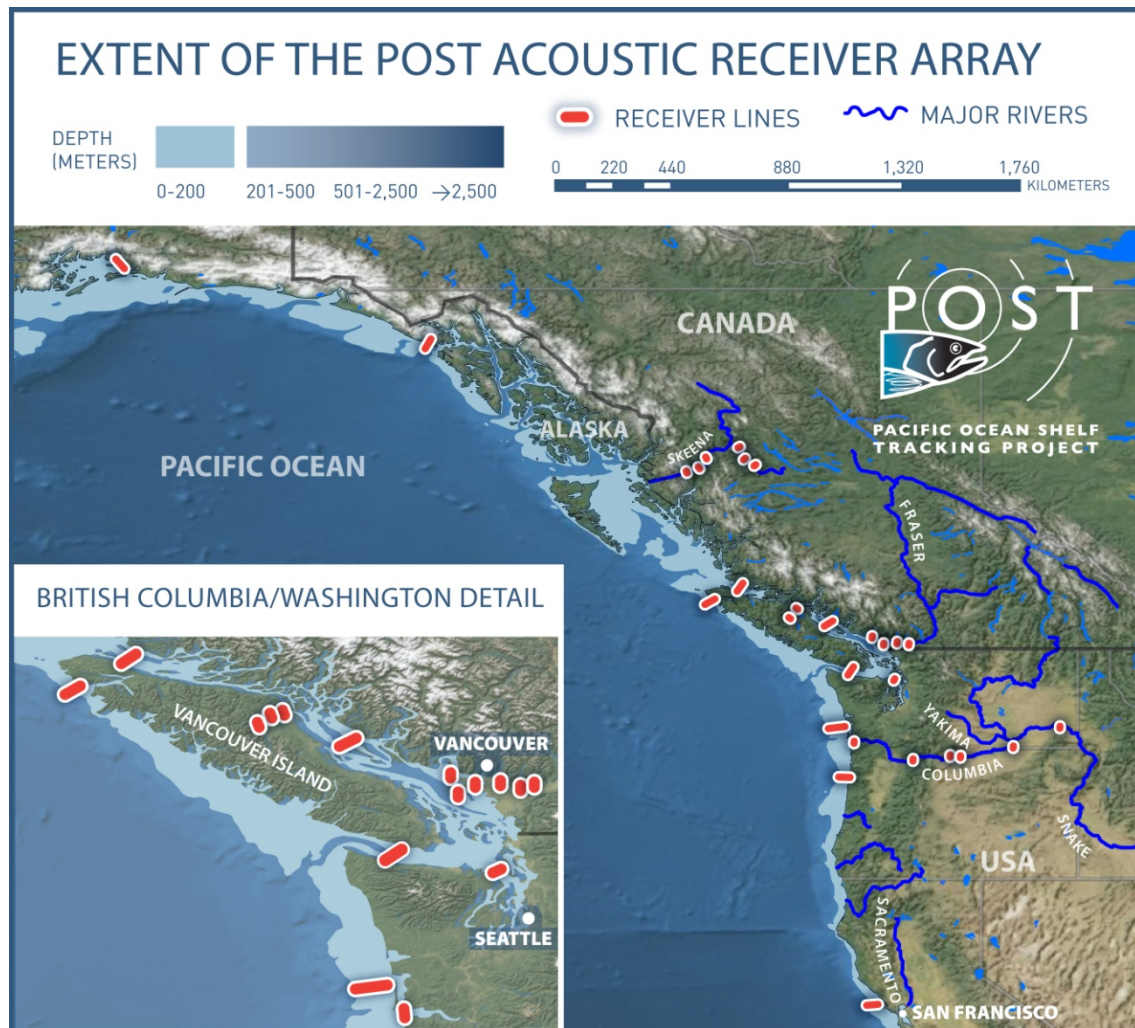 EXTENT OF THE POST ACOUSTIC RECEIVER ARRAY
DEPTH
(METERS)
0-200
201-500
501-2,500
→2,500
RECEIVER LINES
MAJOR RIVERS
0
220
440
880
1,320
1,760
KILOMETERS
POST
PACIFIC OCEAN SHELF
TRACKING PROJECT
CANADA
ALASKA
PACIFIC OCEAN
SKEENA
FRASER
YAKIMA
COLUMBIA
SNAKE
USA
SACRAMENTO
SAN FRANCISCO
BRITISH COLUMBIA/WASHINGTON DETAIL
VANCOUVER ISLAND
VANCOUVER
SEATTLE